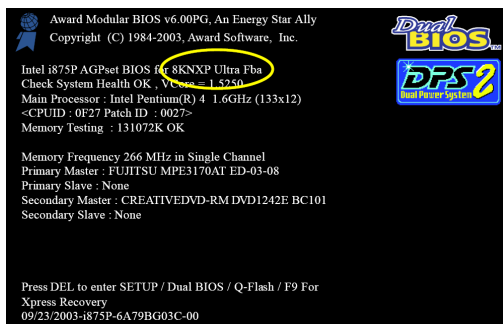 Award Modular BIOS v6.00PG, An Energy Star Ally
Copyright (C) 1984-2003, Award Software, Inc.
Dual
BIOS
TM
DPS2
Dual Power System
Intel i875P AGPset BIOS for 8KNXP Ultra Fba
Check System Health OK , VCore = 1.5250
Main Processor : Intel Pentium(R) 4 1.6GHz (133x12)
<CPUID : 0F27 Patch ID : 0027>
Memory Testing : 131072K OK
Memory Frequency 266 MHz in Single Channel
Primary Master : FUJITSU MPE3170AT ED-03-08
Primary Slave : None
Secondary Master : CREATIVEDVD-RM DVD1242E BC101
Secondary Slave : None
Press DEL to enter SETUP / Dual BIOS / Q-Flash / F9 For
Xpress Recovery
09/23/2003-i875P-6A79BG03C-00